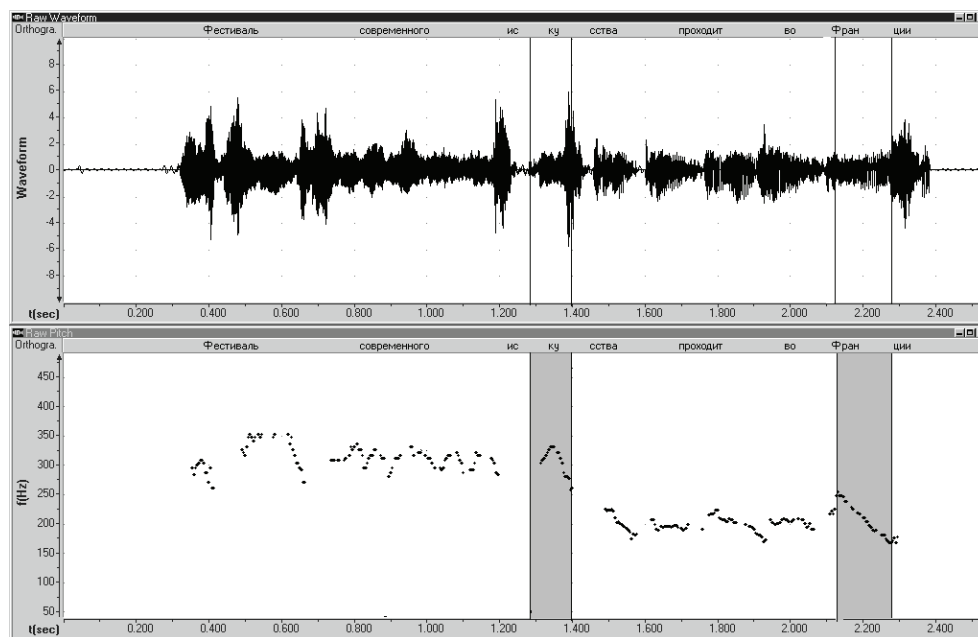 Raw Waveform
Orthogra. Фестиваль современного ис ку сства проходит во Фран ции
8
6
4
2
0
-2
-4
-6
-8
Waveform
t(sec) 0.200 0.400 0.600 0.800 1.000 1.200 1.400 1.600 1.800 2.000 2.200 2.400
Raw Pitch
Orthogra. Фестиваль современного ис ку сства проходит во Фран ции
450
400
350
300
250
200
150
100
50
f(Hz)
t(sec) 0.200 0.400 0.600 0.800 1.000 1.200 1.400 1.600 1.800 2.000 2.200 2.400